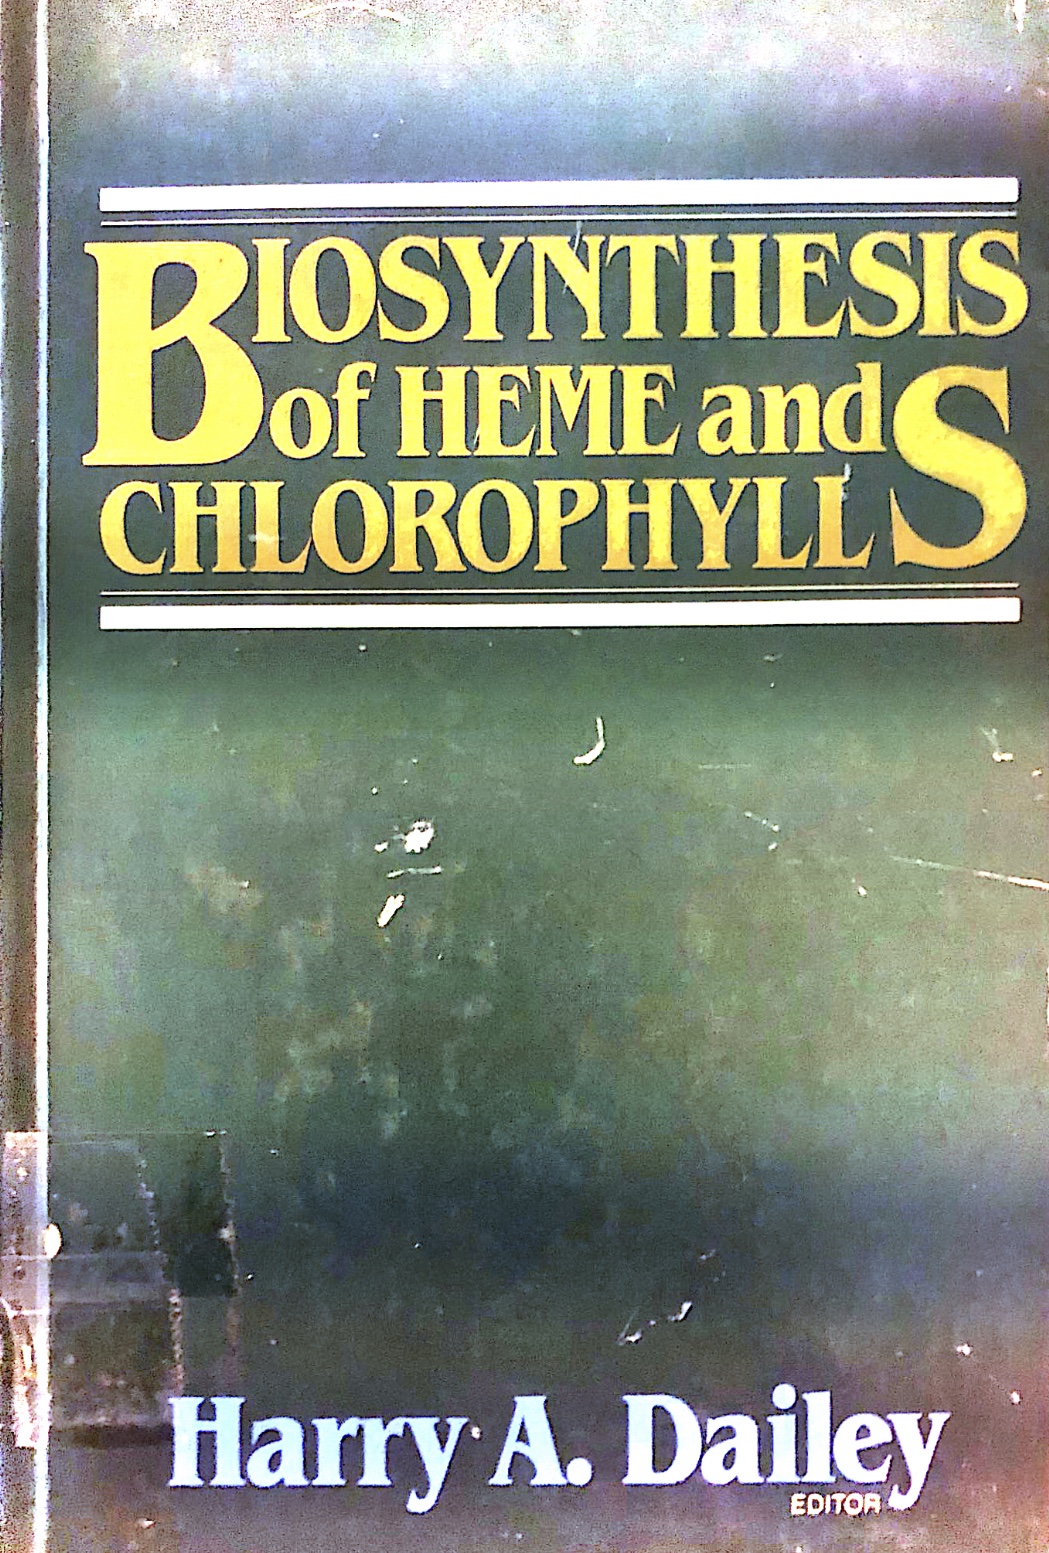 BIOSYNTHESIS
of HEME and
CHLOROPHYLLS
Harry A. Dailey
EDITOR